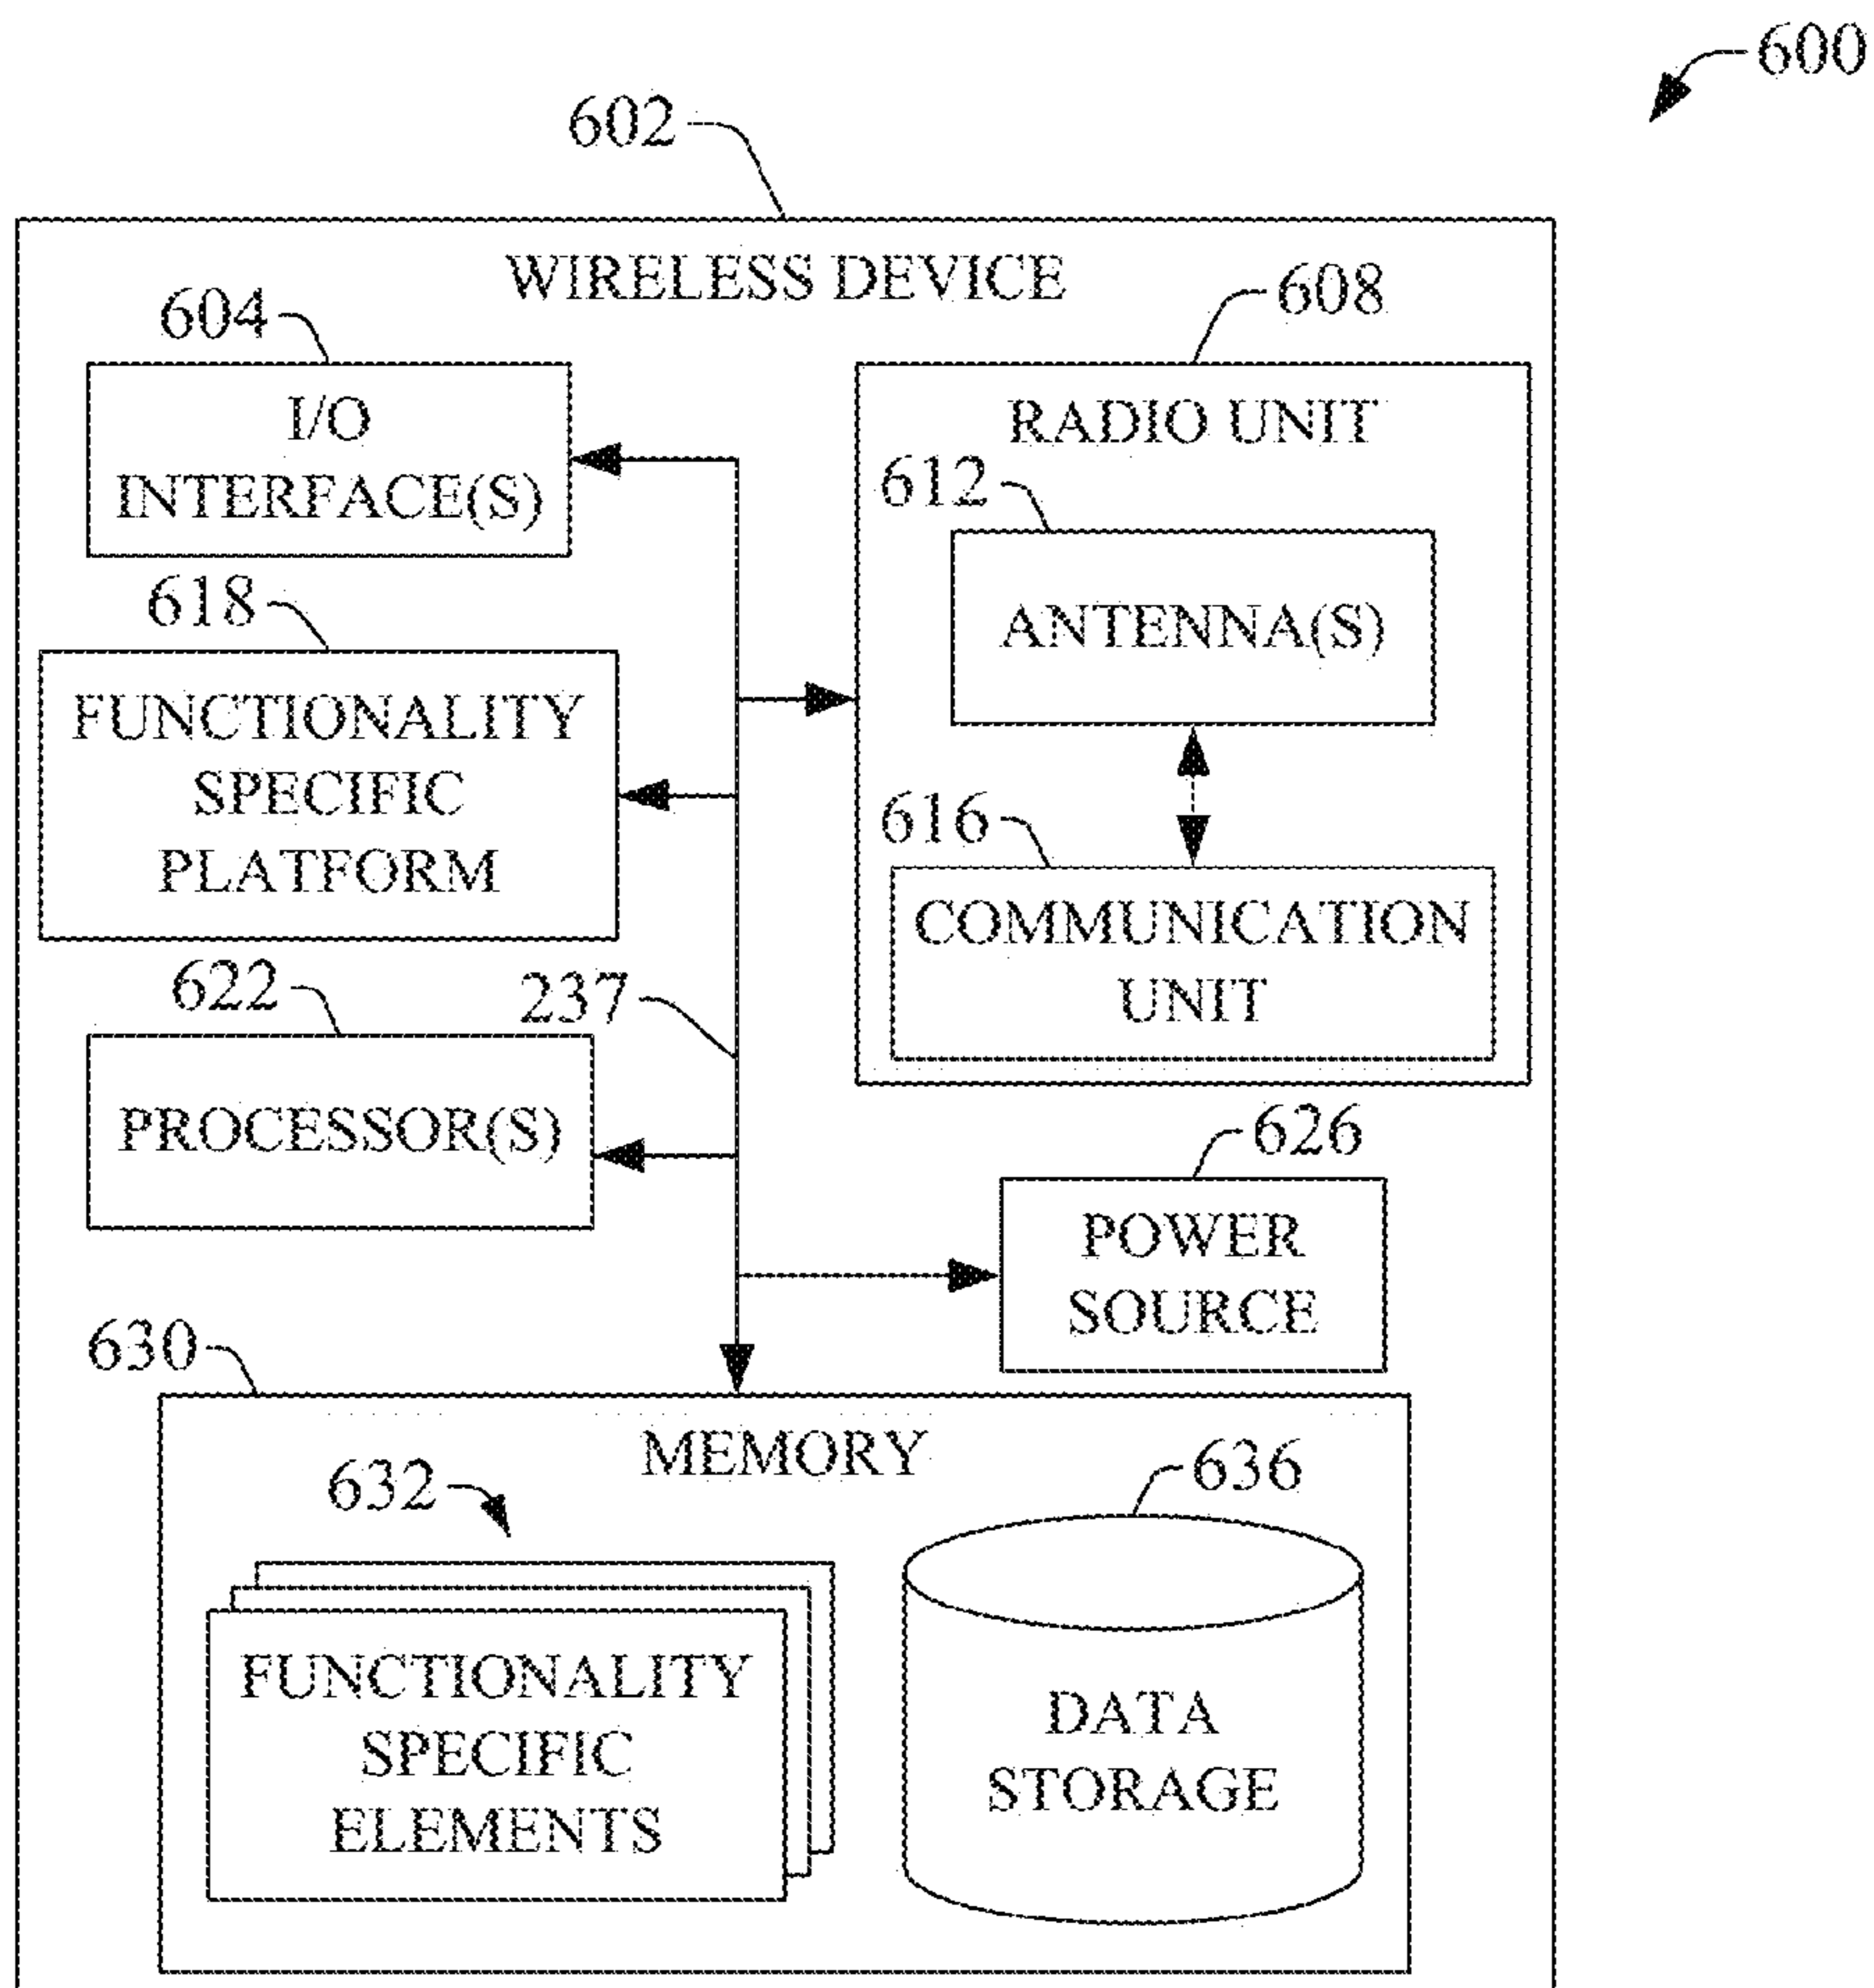 600
602
WIRELESS DEVICE
604
608
I/O
INTERFACE(S)
RADIO UNIT
612
ANTENNA(S)
618
FUNCTIONALITY
SPECIFIC
PLATFORM
616
COMMUNICATION
UNIT
622
237
PROCESSOR(S)
626
POWER
SOURCE
630
MEMORY
632
636
FUNCTIONALITY
SPECIFIC
ELEMENTS
DATA
STORAGE